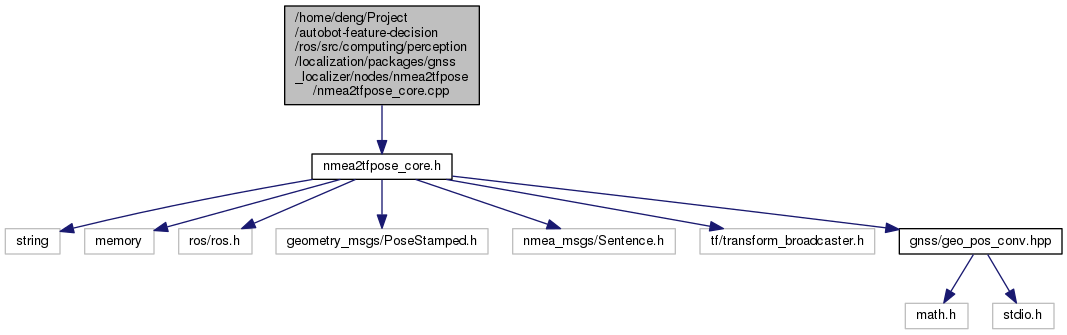 /home/deng/Project
/autobot-feature-decision
/ros/src/computing/perception
/localization/packages/gnss
_localizer/nodes/nmea2tfpose
/nmea2tfpose_core.cpp
nmea2tfpose_core.h
string
memory
ros/ros.h
geometry_msgs/PoseStamped.h
nmea_msgs/Sentence.h
tf/transform_broadcaster.h
gnss/geo_pos_conv.hpp
math.h
stdio.h